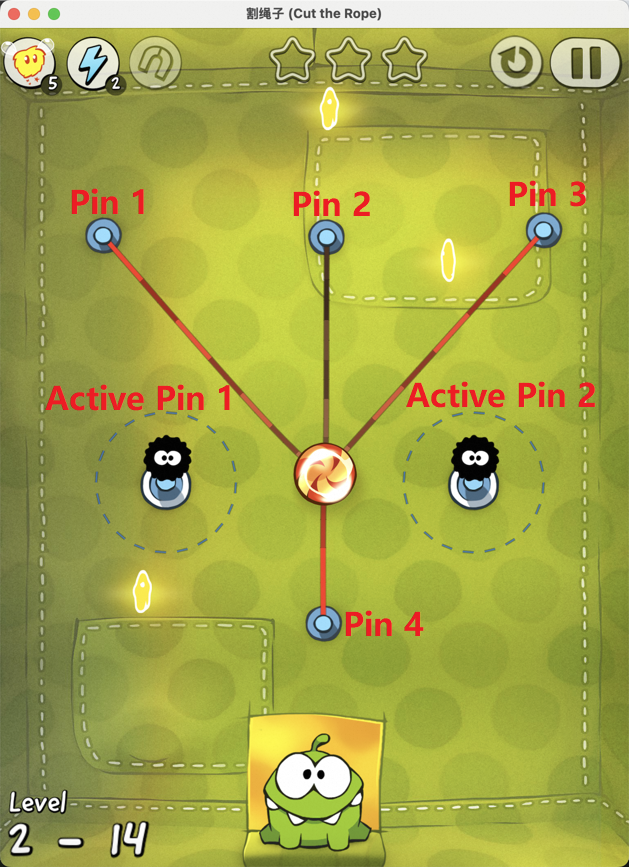 割绳子 (Cut the Rope)
5
2
Pin 1
Pin 2
Pin 3
Active Pin 1
Active Pin 2
Pin 4
Level
2 - 14